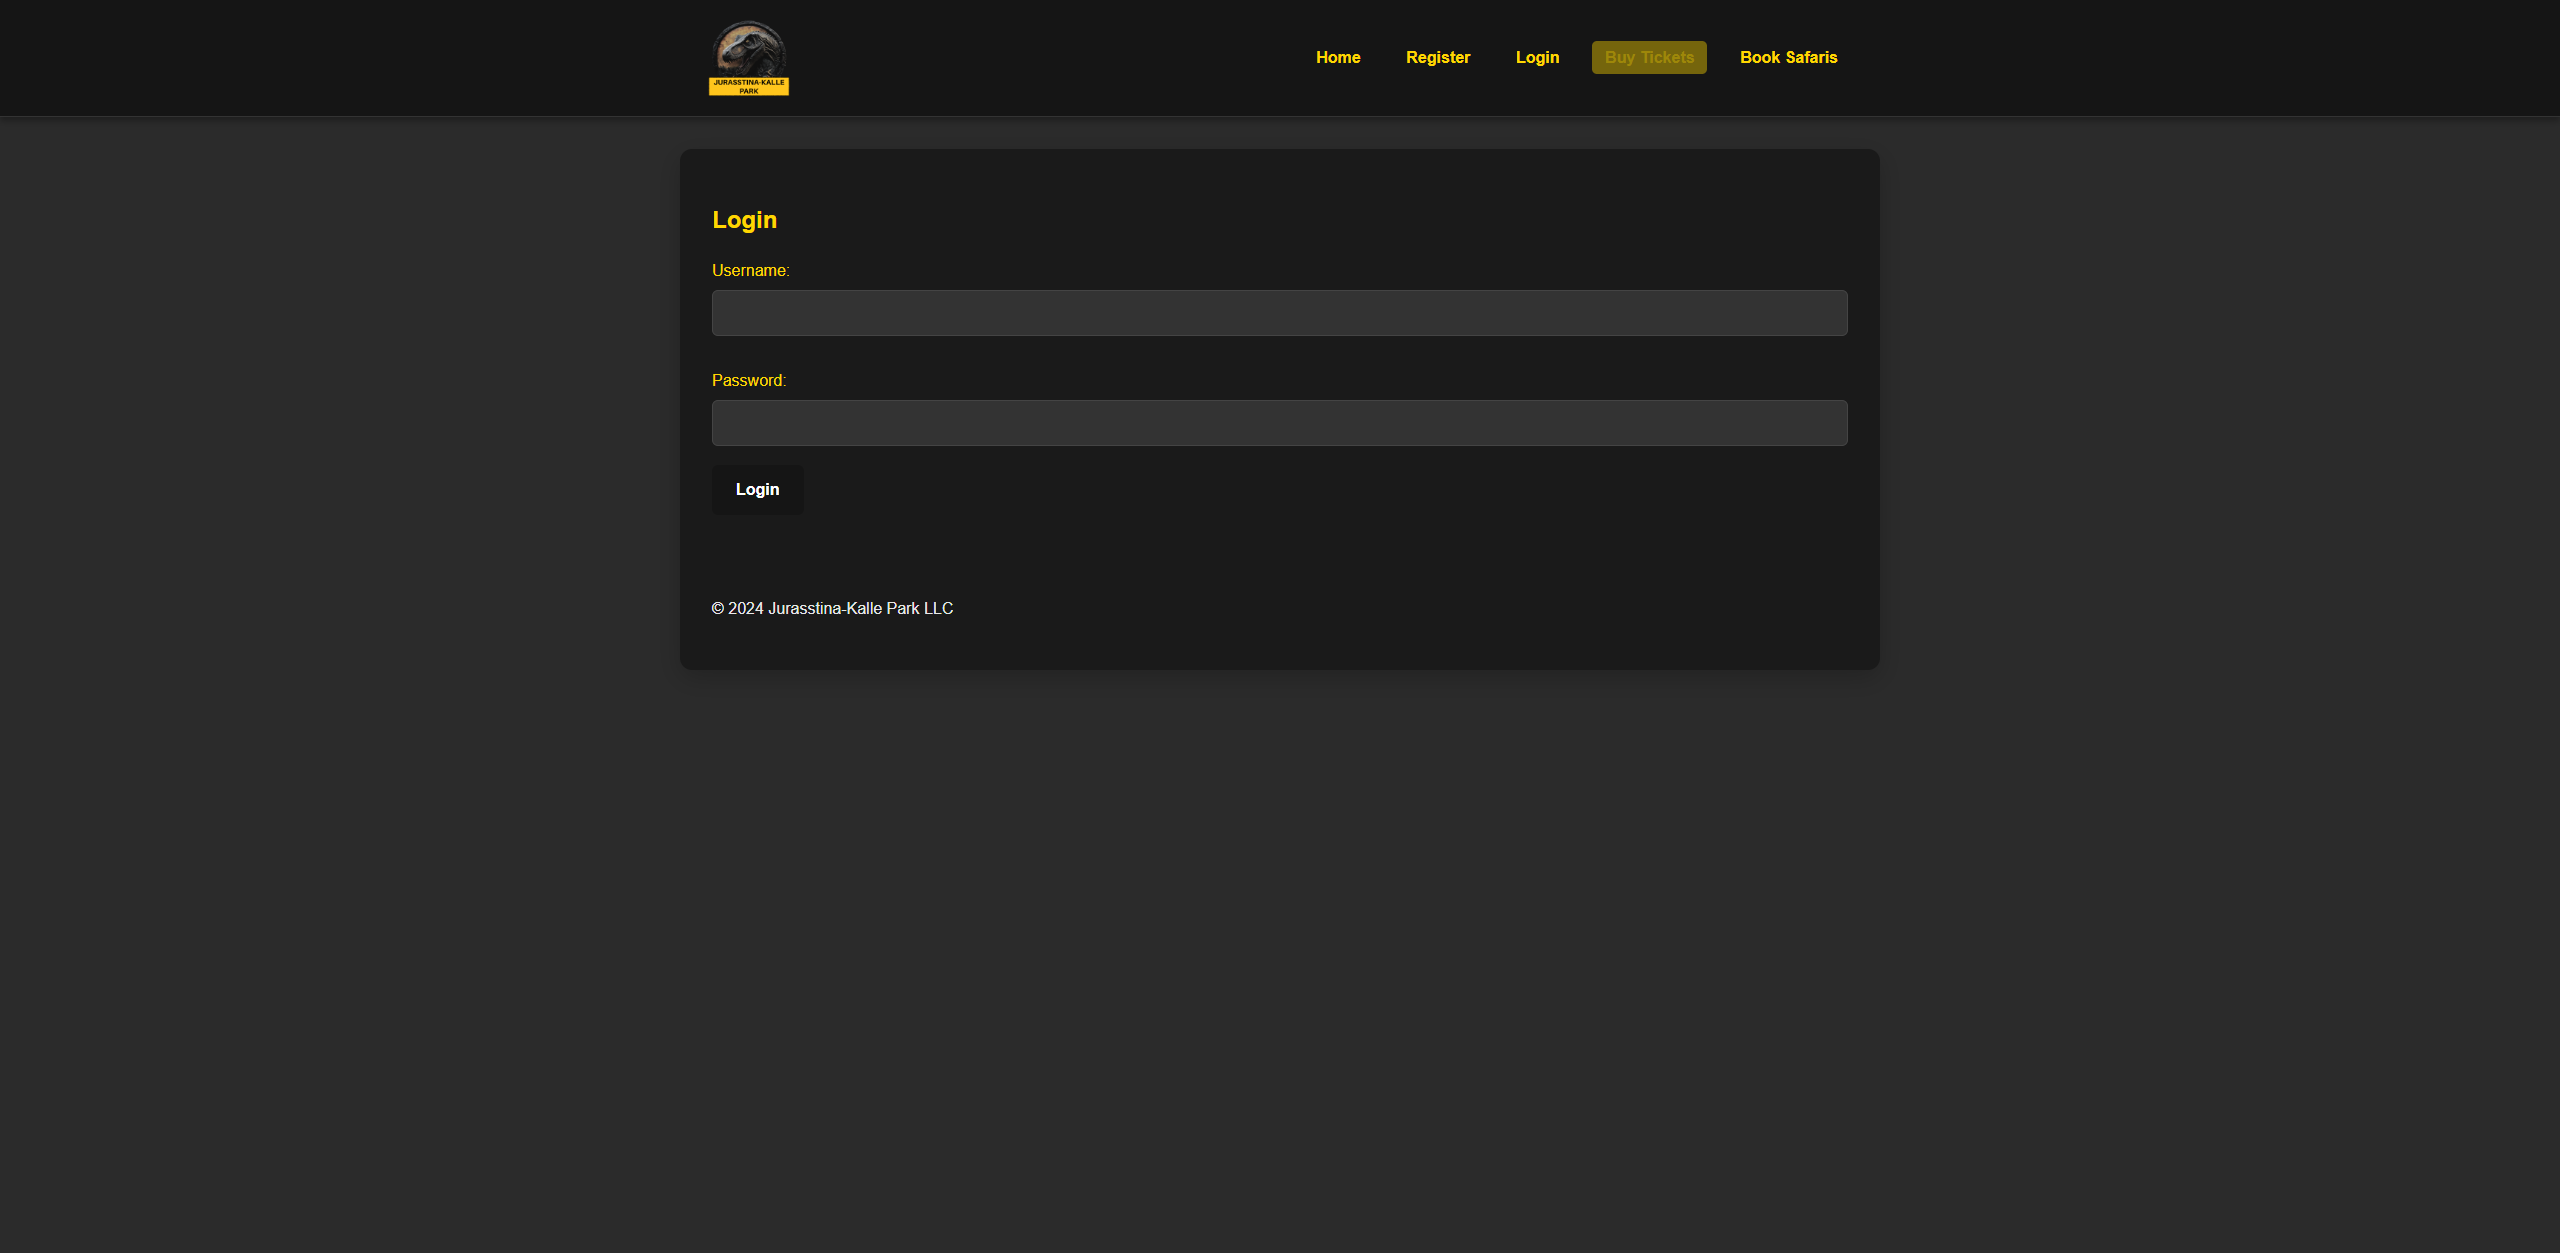 JURASSTINA-KALLE
PARK
Home
Register
Login
Buy Tickets
Book Safaris
Login
Username:
Password:
Login
© 2024 Jurasstina-Kalle Park LLC